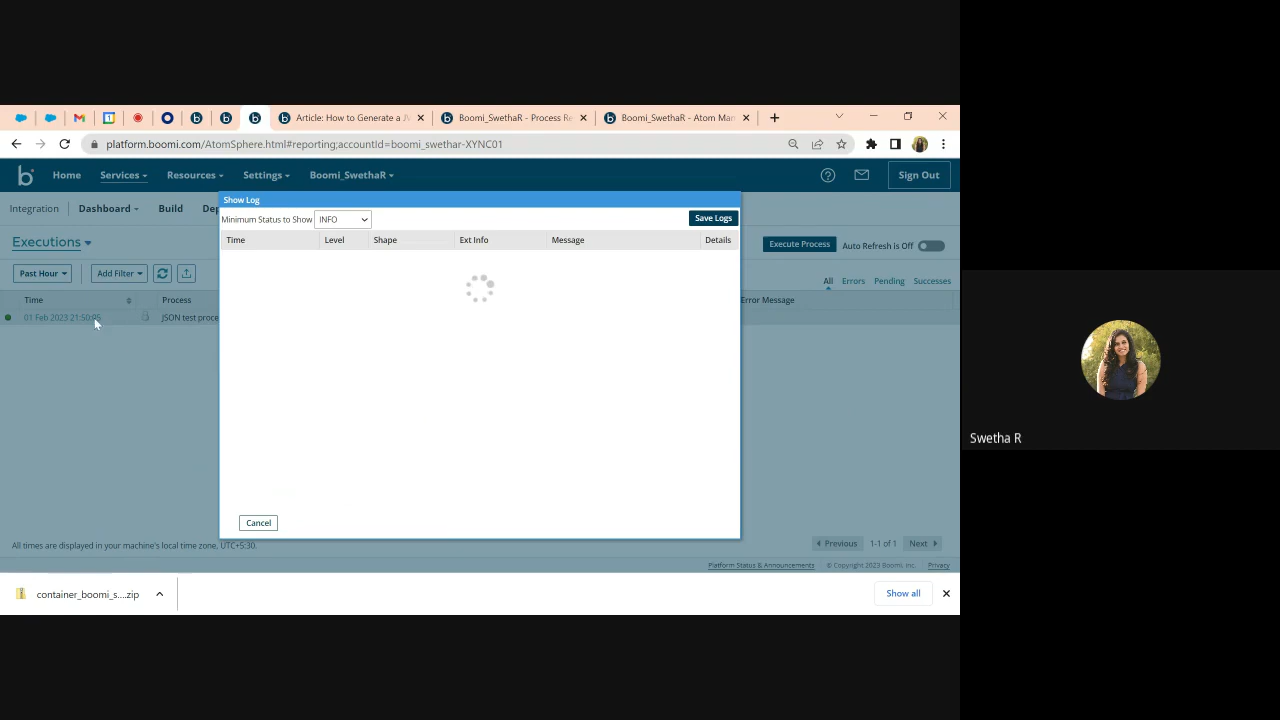 Article: How to Generate a JV
Boomi_SwethaR - Process Re
Boomi_SwethaR - Atom Man
platform.boomi.com/AtomSphere.html#reporting;accountId=boomi_swethar-XYNC01
Home
Services
Resources
Settings
Boomi_SwethaR
Sign Out
Integration
Dashboard
Build
Dep
Show Log
Minimum Status to Show
INFO
Save Logs
Time
Level
Shape
Ext Info
Message
Details
Executions
Execute Process
Auto Refresh is Off
Past Hour
Add Filter
All
Errors
Pending
Successes
Time
Process
Error Message
01 Feb 2023 21:50:05
JSON test proce
Cancel
All times are displayed in your machine's local time zone, UTC+5:30.
Previous
1-1 of 1
Next
Platform Status & Announcements
© Copyright 2023 Boomi, Inc.
Privacy
container_boomi_s....zip
Show all
Swetha R